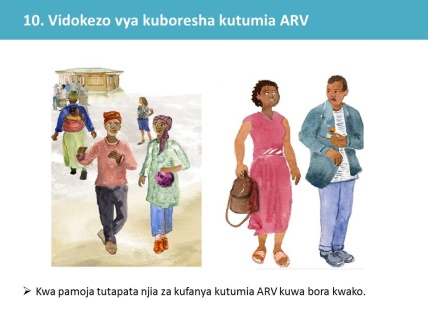 10. Vidokezo vya kuboresha kutumia ARV
➢ Kwa pamoja tutapata njia za kufanya kutumia ARV kuwa bora kwako.